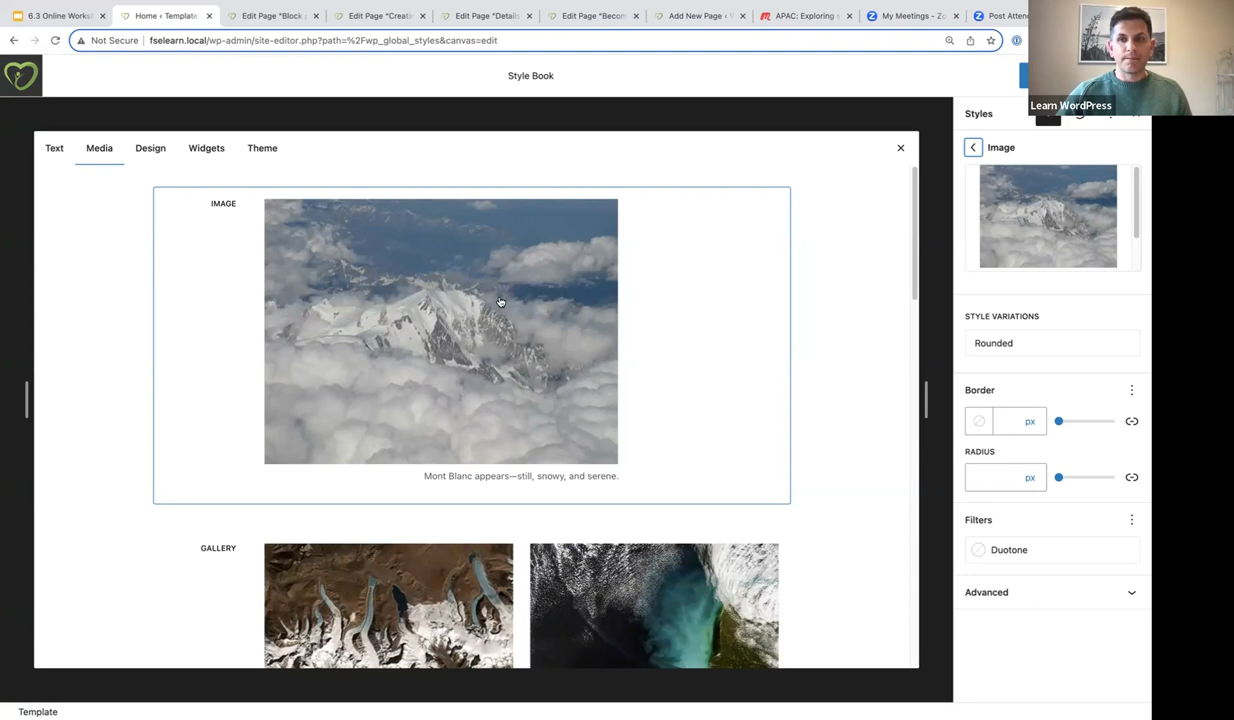 6.3 Online Works
Home ‹ Template
Edit Page “Block p
Edit Page “Creatin
Edit Page “Details
Edit Page “Becom
Add New Page ‹ W
APAC: Exploring s
My Meetings - Zo
Post Atten
Not Secure
fselearn.local/wp-admin/site-editor.php?path=%2Fwp_global_styles&canvas=edit
Style Book
Learn WordPress
Styles
Text
Media
Design
Widgets
Theme
Image
IMAGE
Mont Blanc appears—still, snowy, and serene.
STYLE VARIATIONS
Rounded
Border
px
RADIUS
px
Filters
Duotone
GALLERY
Advanced
Template